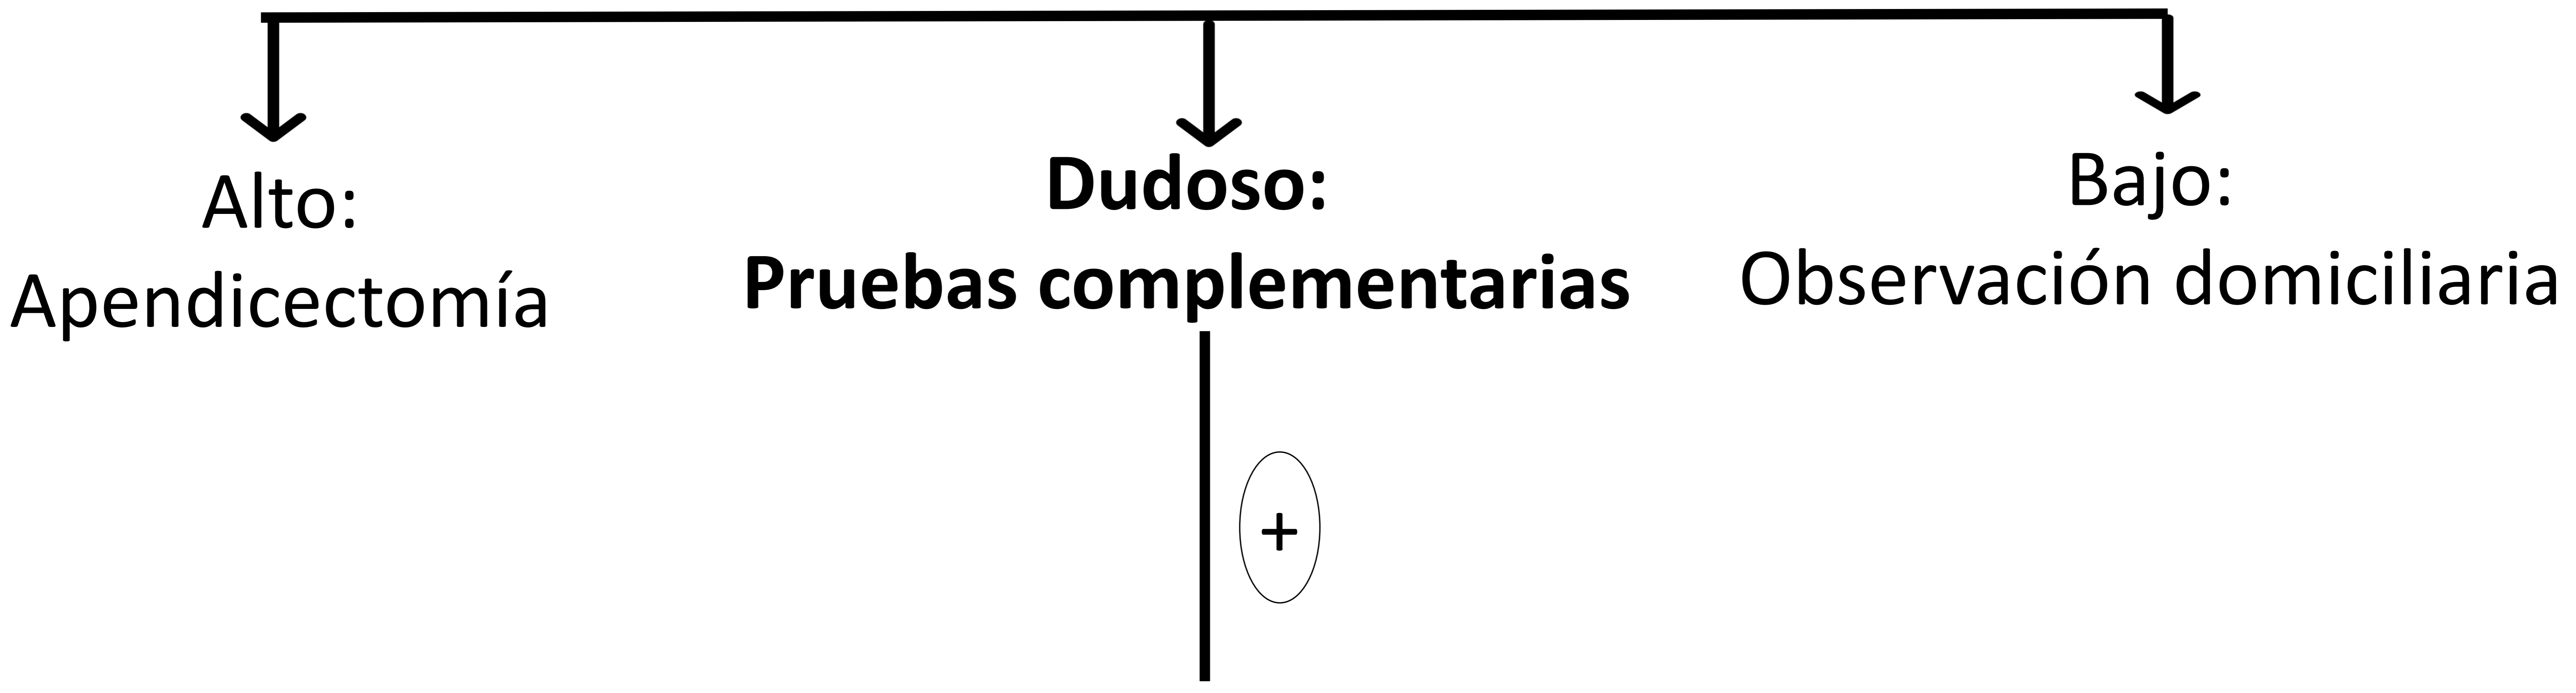 Alto:
Apendicectomía
Dudoso:
Pruebas complementarias
Bajo:
Observación domiciliaria
+